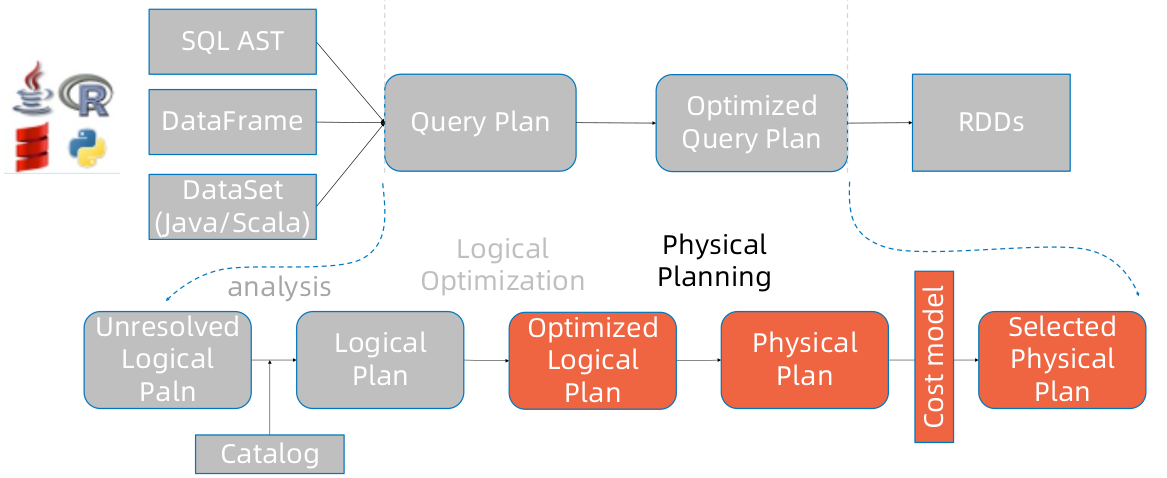 SQL AST
DataFrame
DataSet
(Java/Scala)
R
Query Plan
Optimized
Query Plan
RDDs
analysis
Logical
Optimization
Physical
Planning
Unresolved
Logical
Paln
Logical
Plan
Optimized
Logical
Plan
Physical
Plan
Cost model
Selected
Physical
Plan
Catalog